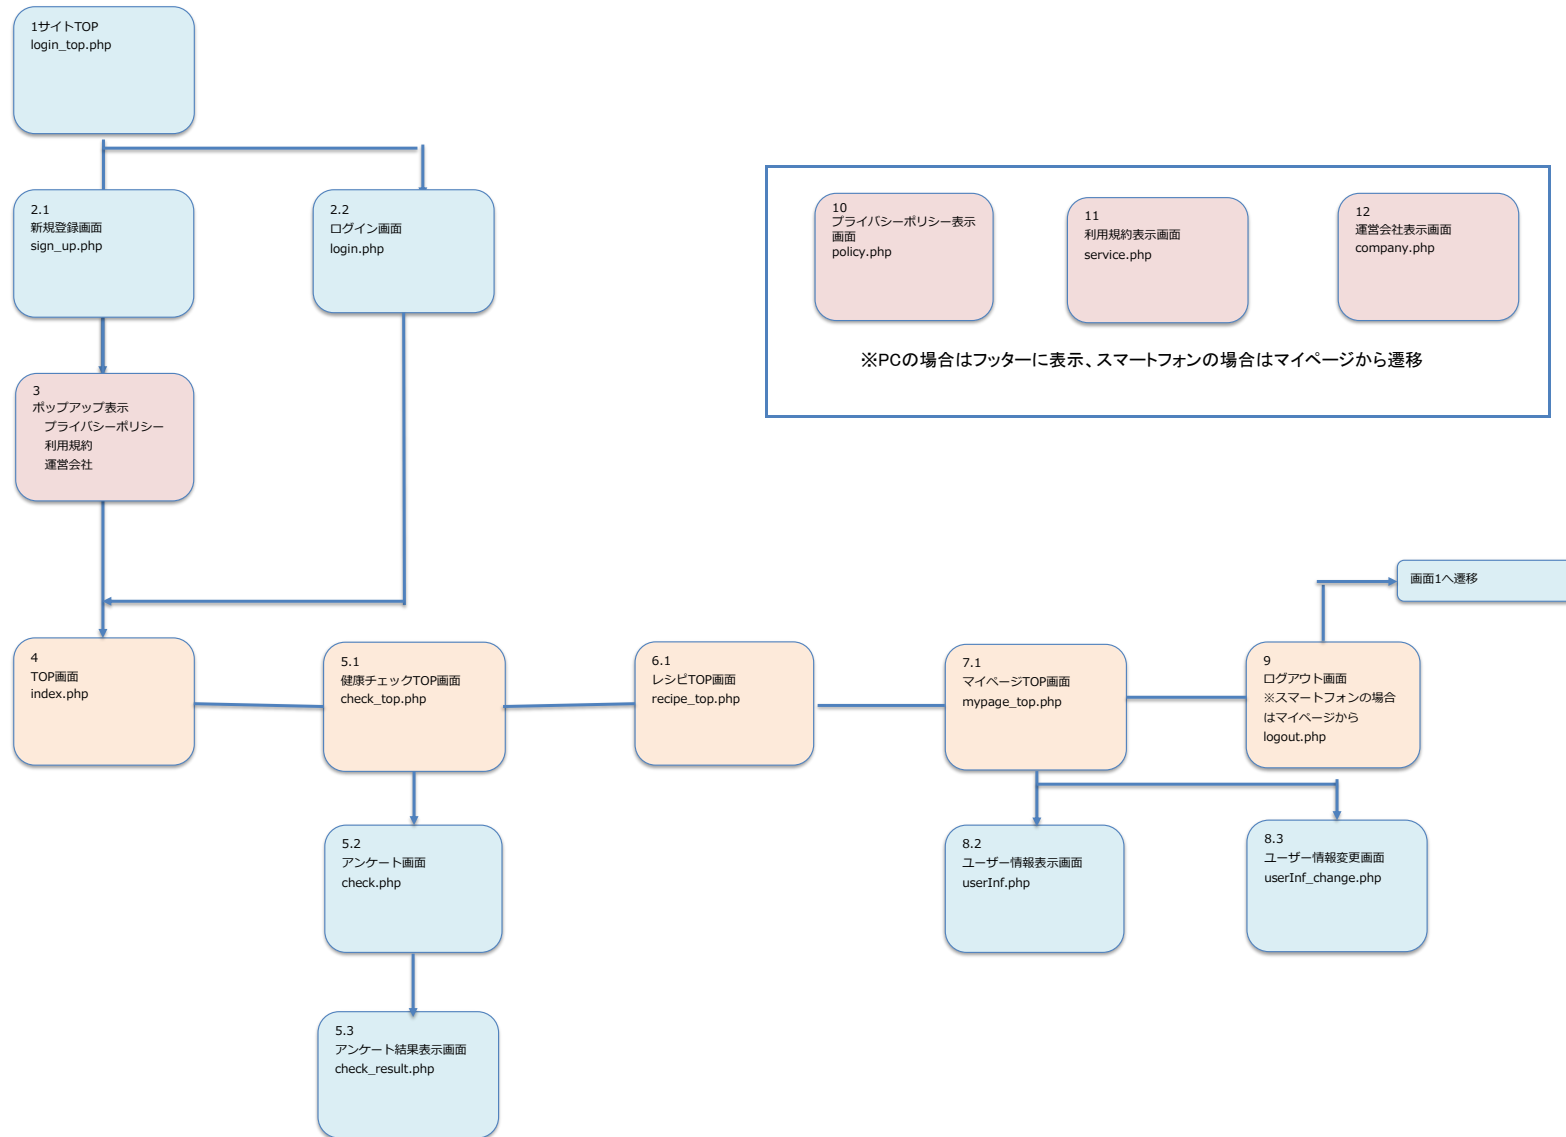 1サイトTOP
login_top.php
2.1
新規登録画面
sign_up.php
2.2
ログイン画面
login.php
10
プライバシーポリシー表示
画面
policy.php
11
利用規約表示画面
service.php
12
運営会社表示画面
company.php
※PCの場合はフッターに表示、スマートフォンの場合はマイページから遷移
3
ポップアップ表示
プライバシーポリシー
利用規約
運営会社
画面1へ遷移
4
TOP画面
index.php
5.1
健康チェックTOP画面
check_top.php
6.1
レシピTOP画面
recipe_top.php
7.1
マイページTOP画面
mypage_top.php
9
ログアウト画面
※スマートフォンの場合
はマイページから
logout.php
5.2
アンケート画面
check.php
8.2
ユーザー情報表示画面
userInf.php
8.3
ユーザー情報変更画面
userInf_change.php
5.3
アンケート結果表示画面
check_result.php